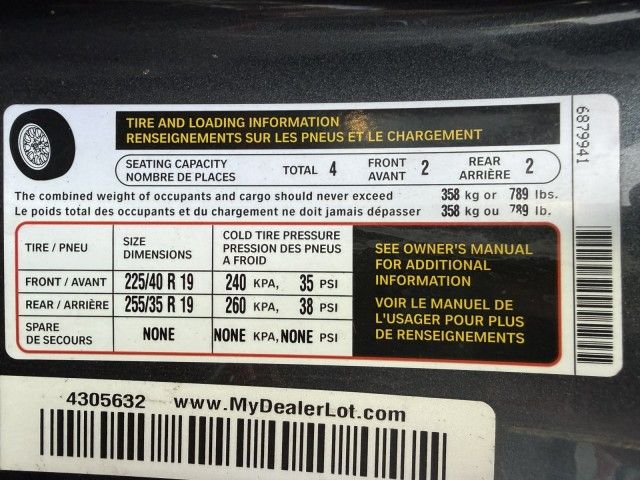 TIRE AND LOADING INFORMATION
RENSEIGNEMENTS SUR LES PNEUS ET LE CHARGEMENT
SEATING CAPACITY
NOMBRE DE PLACES
TOTAL 4
FRONT
AVANT 2
REAR
ARRIÈRE 2
The combined weight of occupants and cargo should never exceed 358 kg or 789 lbs.
Le poids total des occupants et du chargement ne doit jamais dépasser 358 kg ou 789 lb.
TIRE / PNEU
SIZE
DIMENSIONS
COLD TIRE PRESSURE
PRESSION DES PNEUS
A FROID
FRONT / AVANT 225/40 R 19 240 KPA, 35 PSI
REAR / ARRIÈRE 255/35 R 19 260 KPA, 38 PSI
SPARE
DE SECOURS
NONE NONE KPA, NONE PSI
SEE OWNER'S MANUAL
FOR ADDITIONAL
INFORMATION
VOIR LE MANUEL DE
L'USAGER POUR PLUS
DE RENSEIGNEMENTS
6879941
4305632 www.MyDealerLot.com